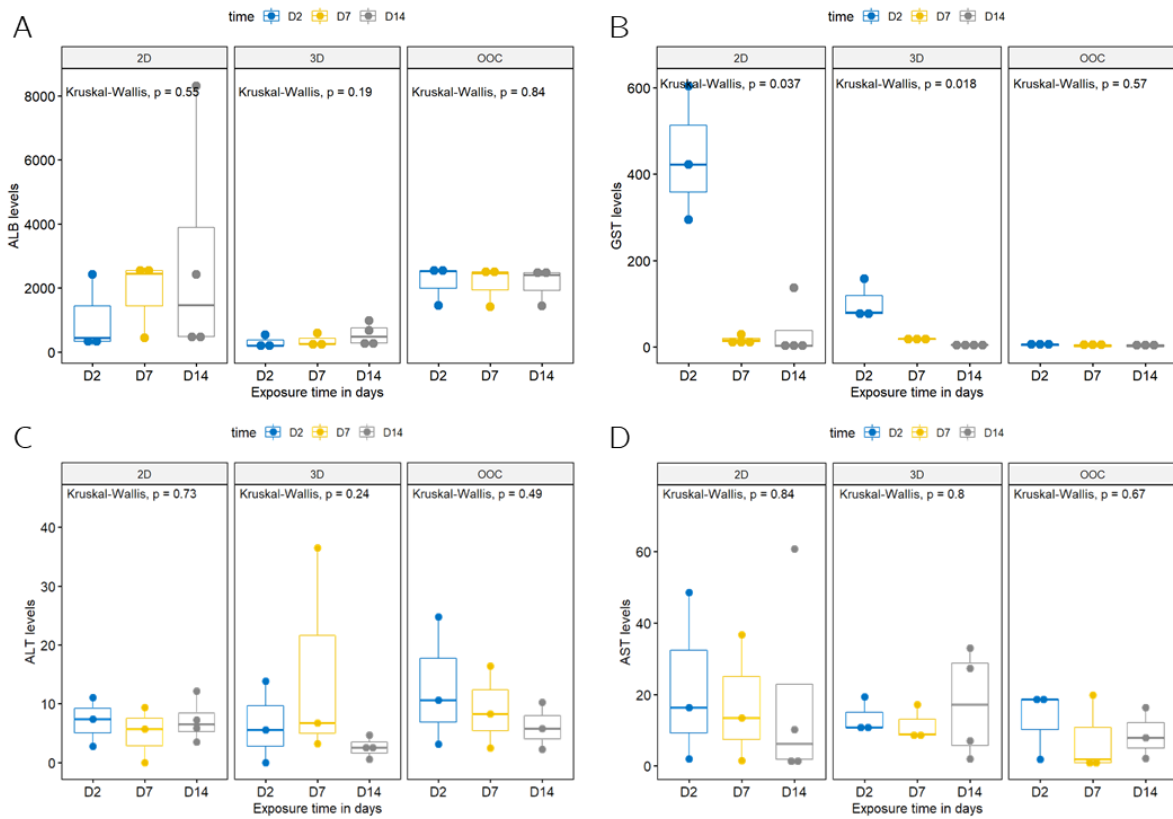 A
time D2 D7 D14
2D 3D OOC
Kruskal-Wallis, p = 0.55 Kruskal-Wallis, p = 0.19 Kruskal-Wallis, p = 0.84
8000
6000
4000
2000
0
ALB levels
D2 D7 D14 D2 D7 D14 D2 D7 D14
Exposure time in days
B
time D2 D7 D14
2D 3D OOC
Kruskal-Wallis, p = 0.037 Kruskal-Wallis, p = 0.018 Kruskal-Wallis, p = 0.57
600
400
200
0
GST levels
D2 D7 D14 D2 D7 D14 D2 D7 D14
Exposure time in days
C
time D2 D7 D14
2D 3D OOC
Kruskal-Wallis, p = 0.73 Kruskal-Wallis, p = 0.24 Kruskal-Wallis, p = 0.49
40
30
20
10
0
ALT levels
D2 D7 D14 D2 D7 D14 D2 D7 D14
Exposure time in days
D
time D2 D7 D14
2D 3D OOC
Kruskal-Wallis, p = 0.84 Kruskal-Wallis, p = 0.8 Kruskal-Wallis, p = 0.67
60
40
20
0
AST levels
D2 D7 D14 D2 D7 D14 D2 D7 D14
Exposure time in days